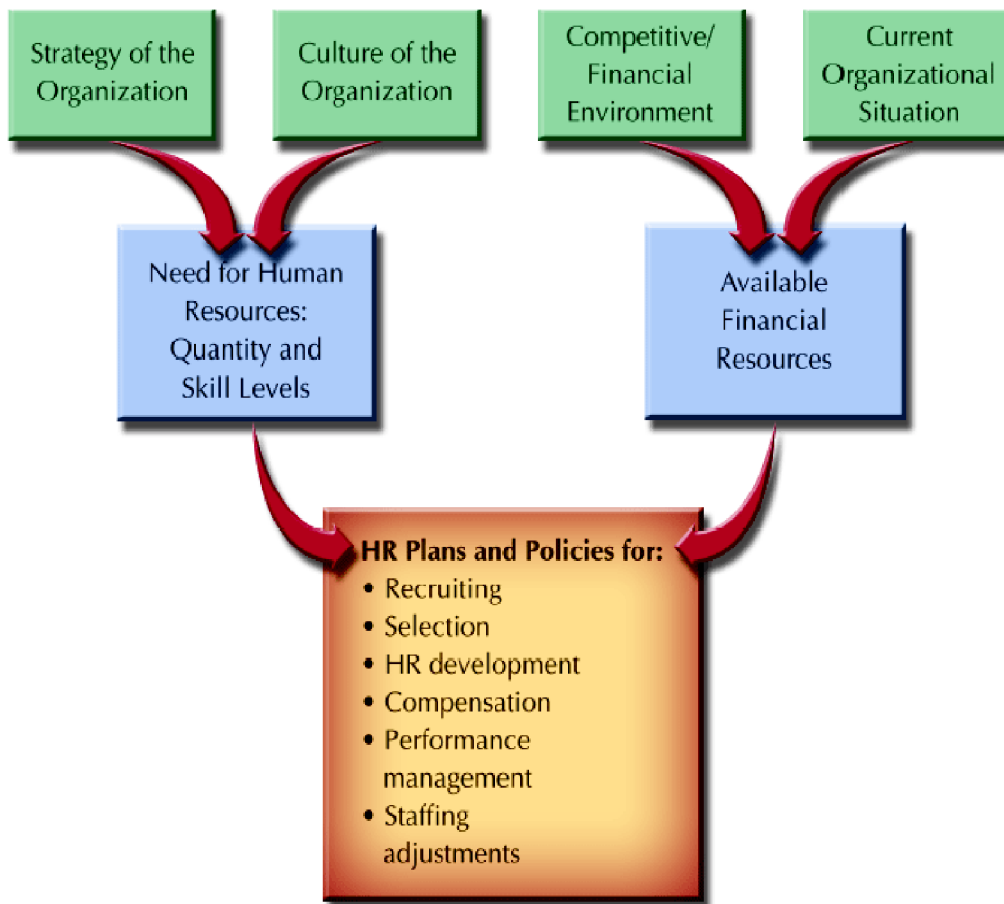 Strategy of the
Organization
Culture of the
Organization
Competitive/
Financial
Environment
Current
Organizational
Situation
Need for Human
Resources:
Quantity and
Skill Levels
Available
Financial
Resources
HR Plans and Policies for:
• Recruiting
• Selection
• HR development
• Compensation
• Performance
management
• Staffing
adjustments